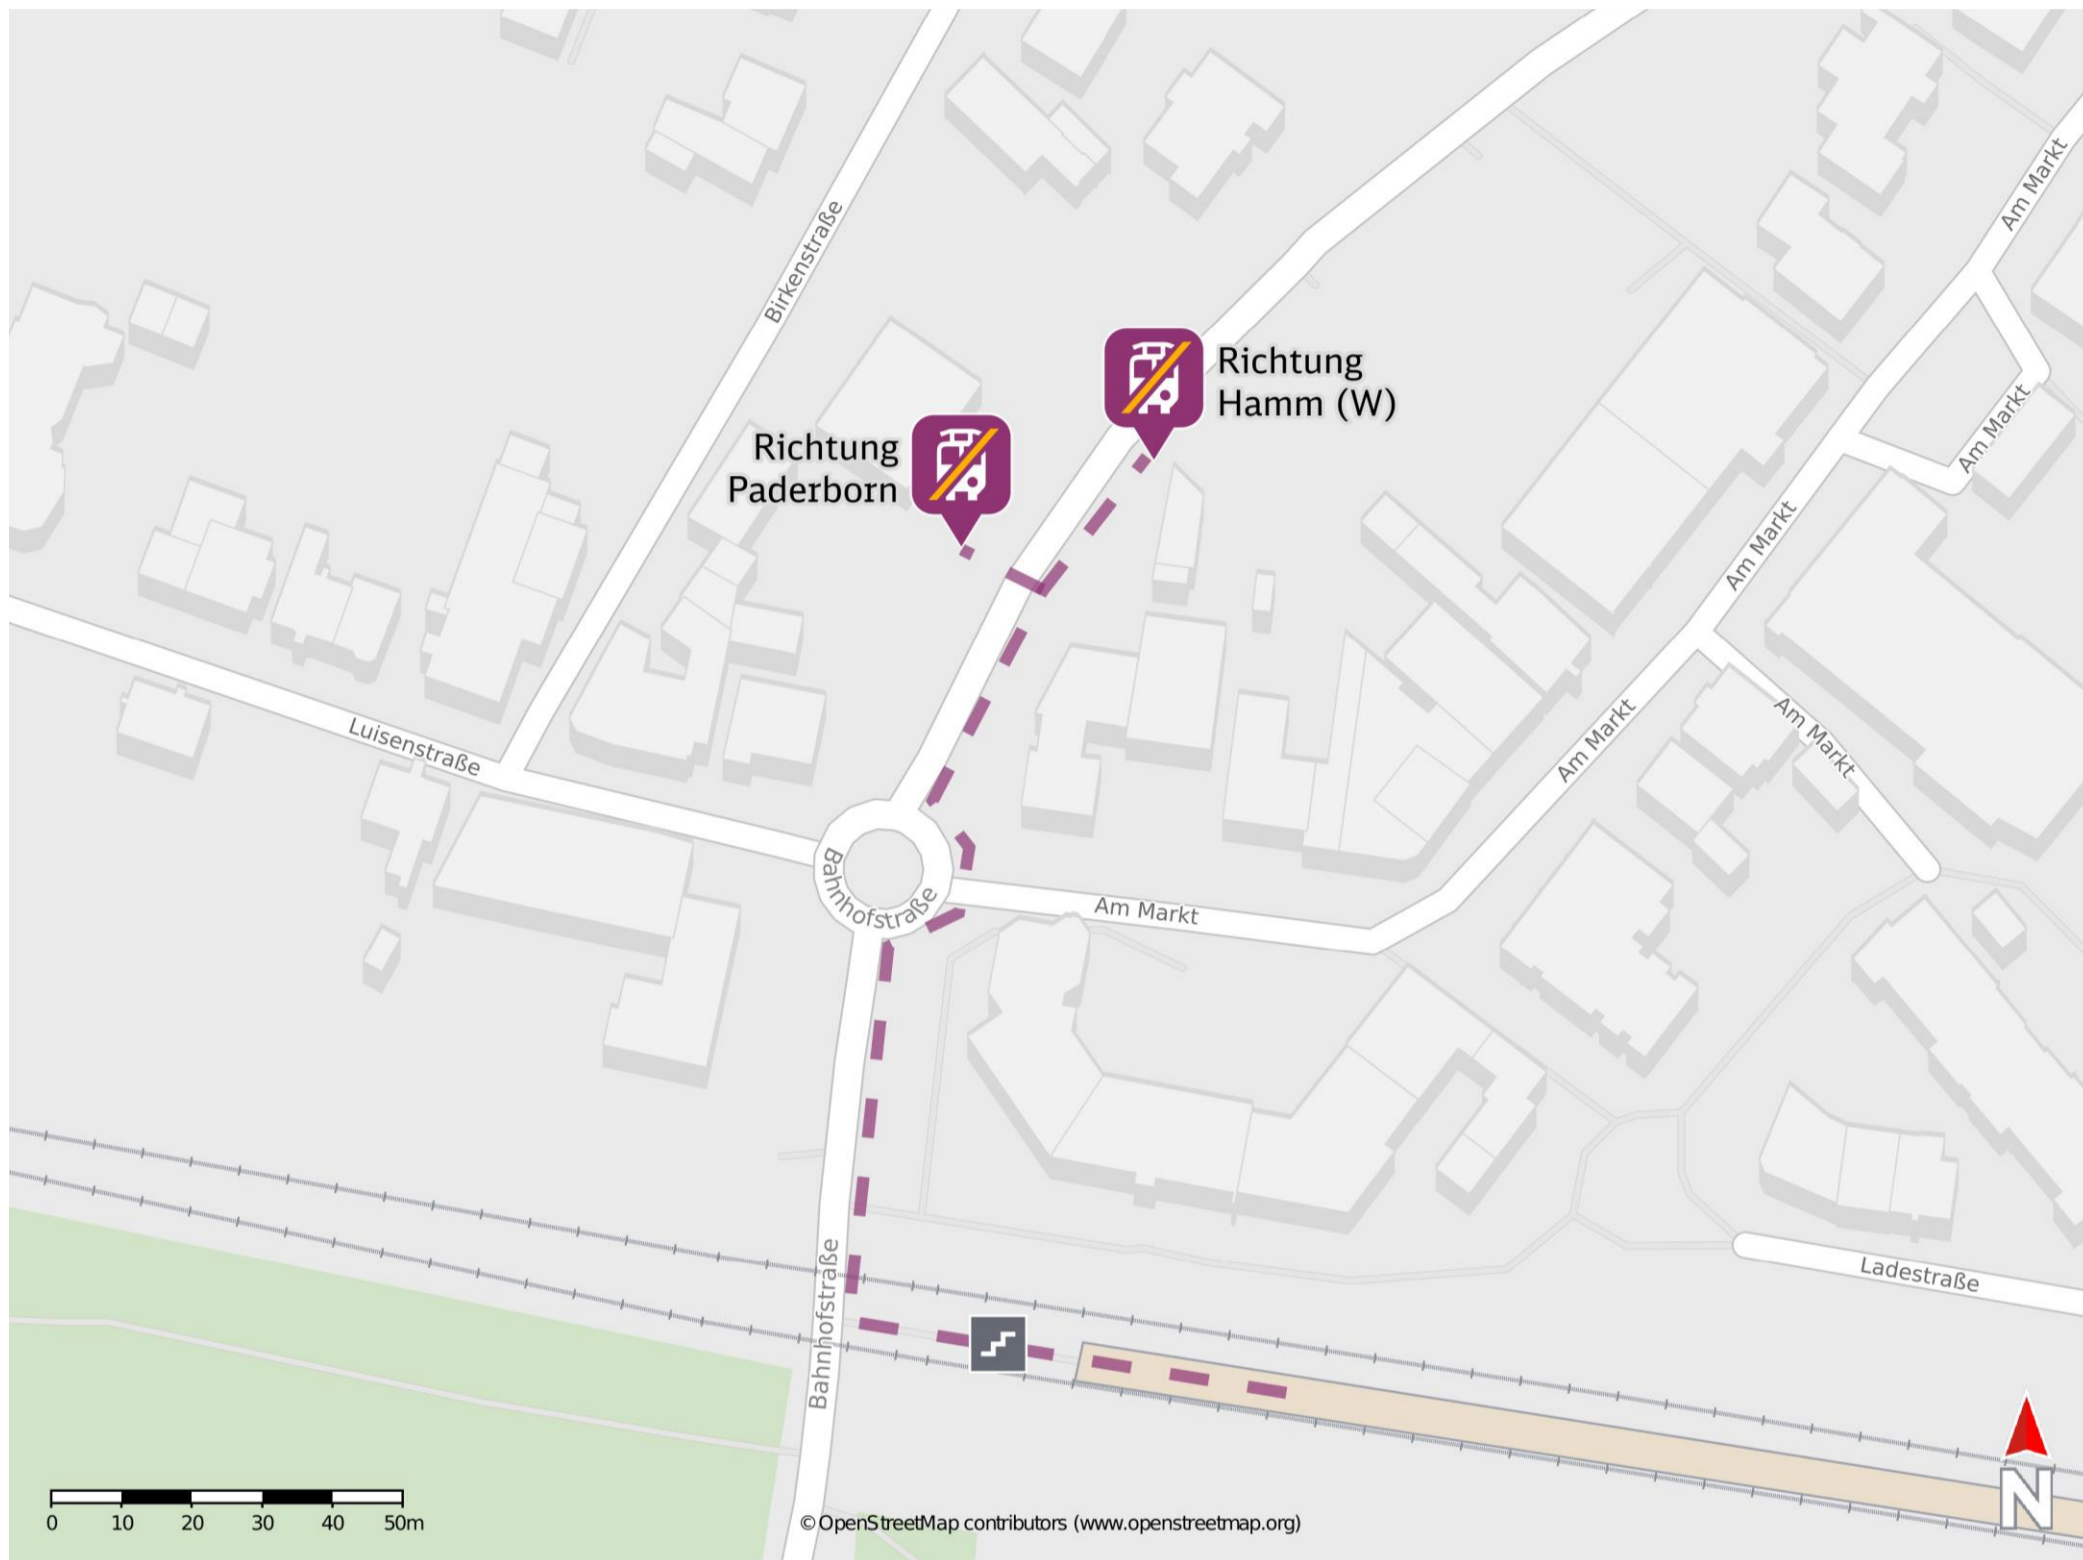 Am Markt
Birkenstraße
Richtung
Hamm (W)
Richtung
Paderborn
Am Markt
Am Markt
Luisenstraße
Am Markt
Am Markt
Bahnhofstraße
Am Markt
Bahnhofstraße
Ladestraße
N
0 10 20 30 40 50m
© OpenStreetMap contributors (www.openstreetmap.org)